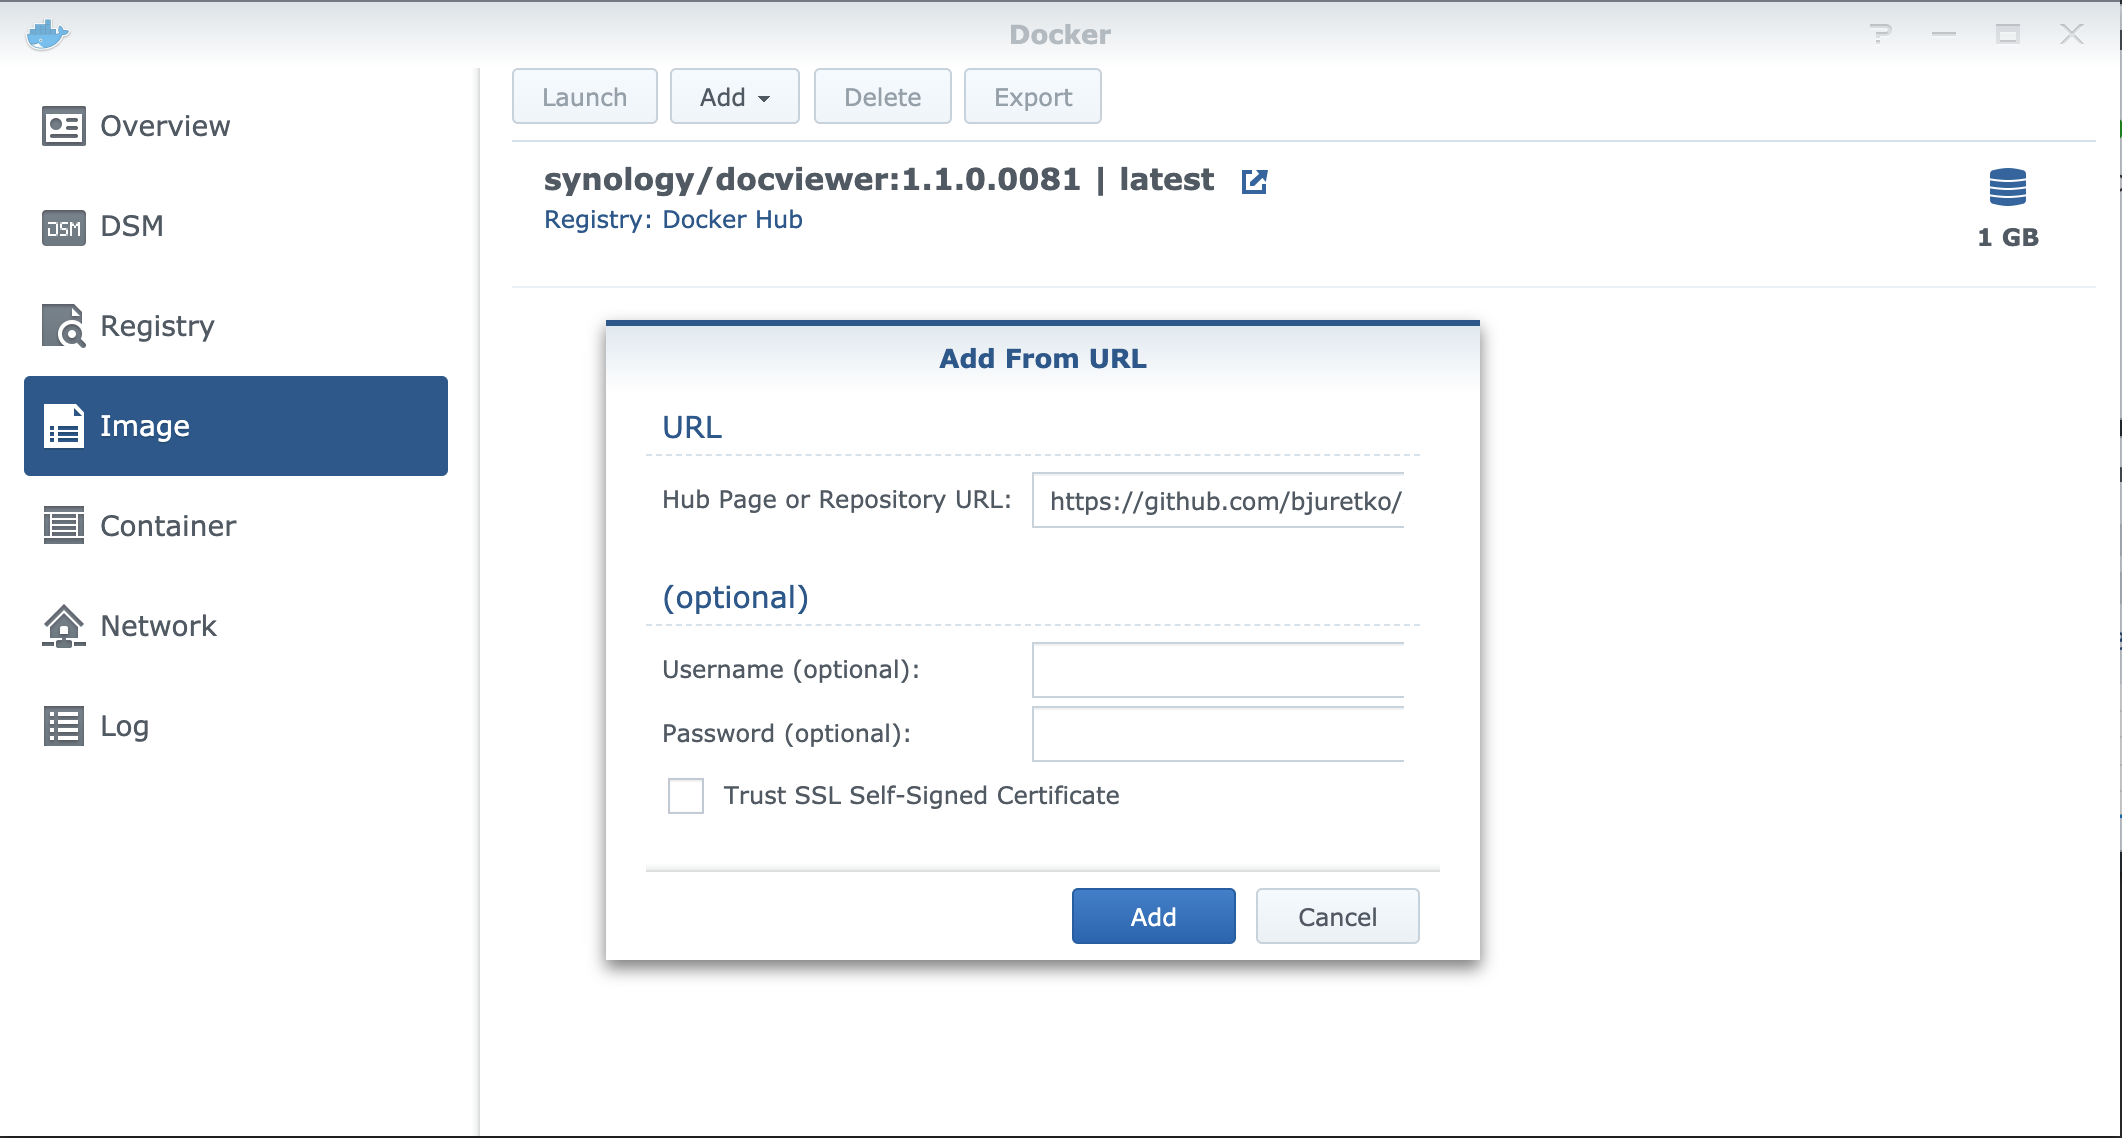 Docker
Launch
Add
Delete
Export
Overview
DSM
Registry
Image
Container
Network
Log
synology/docviewer:1.1.0.0081 | latest
Registry: Docker Hub
1 GB
Add From URL
URL
Hub Page or Repository URL: https://github.com/bjuretko/
(optional)
Username (optional):
Password (optional):
Trust SSL Self-Signed Certificate
Add
Cancel